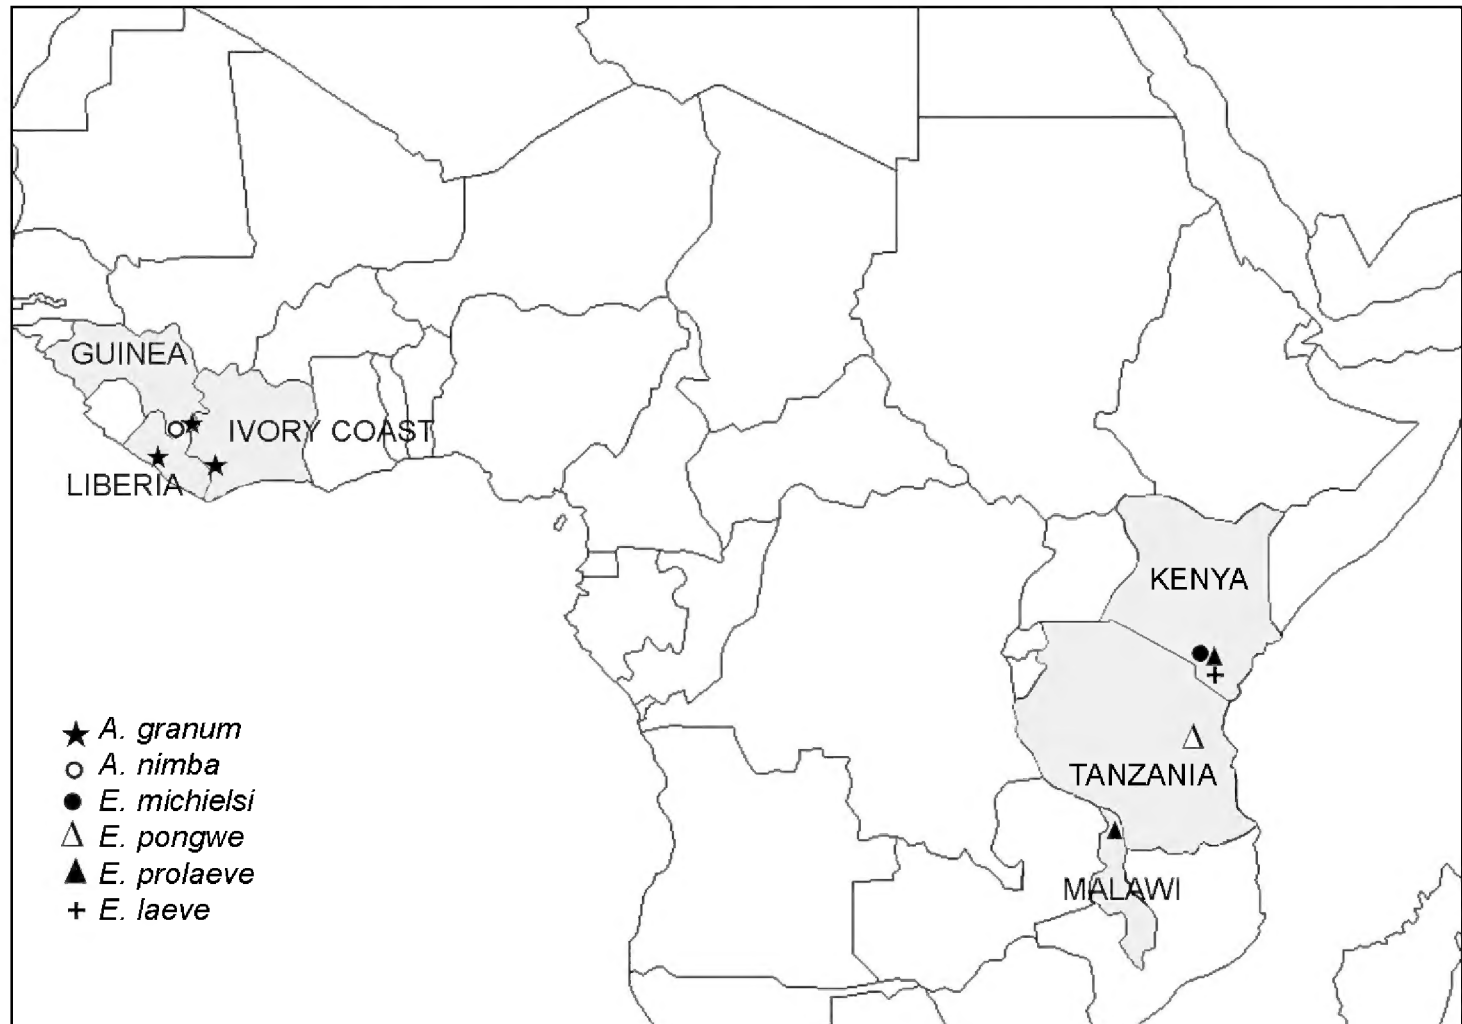 GUINEA
IVORY COAST
LIBERIA
KENYA
TANZANIA
MALAWI
A. granum
A. nimba
E. michielsi
E. pongwe
E. prolaeve
E. laeve